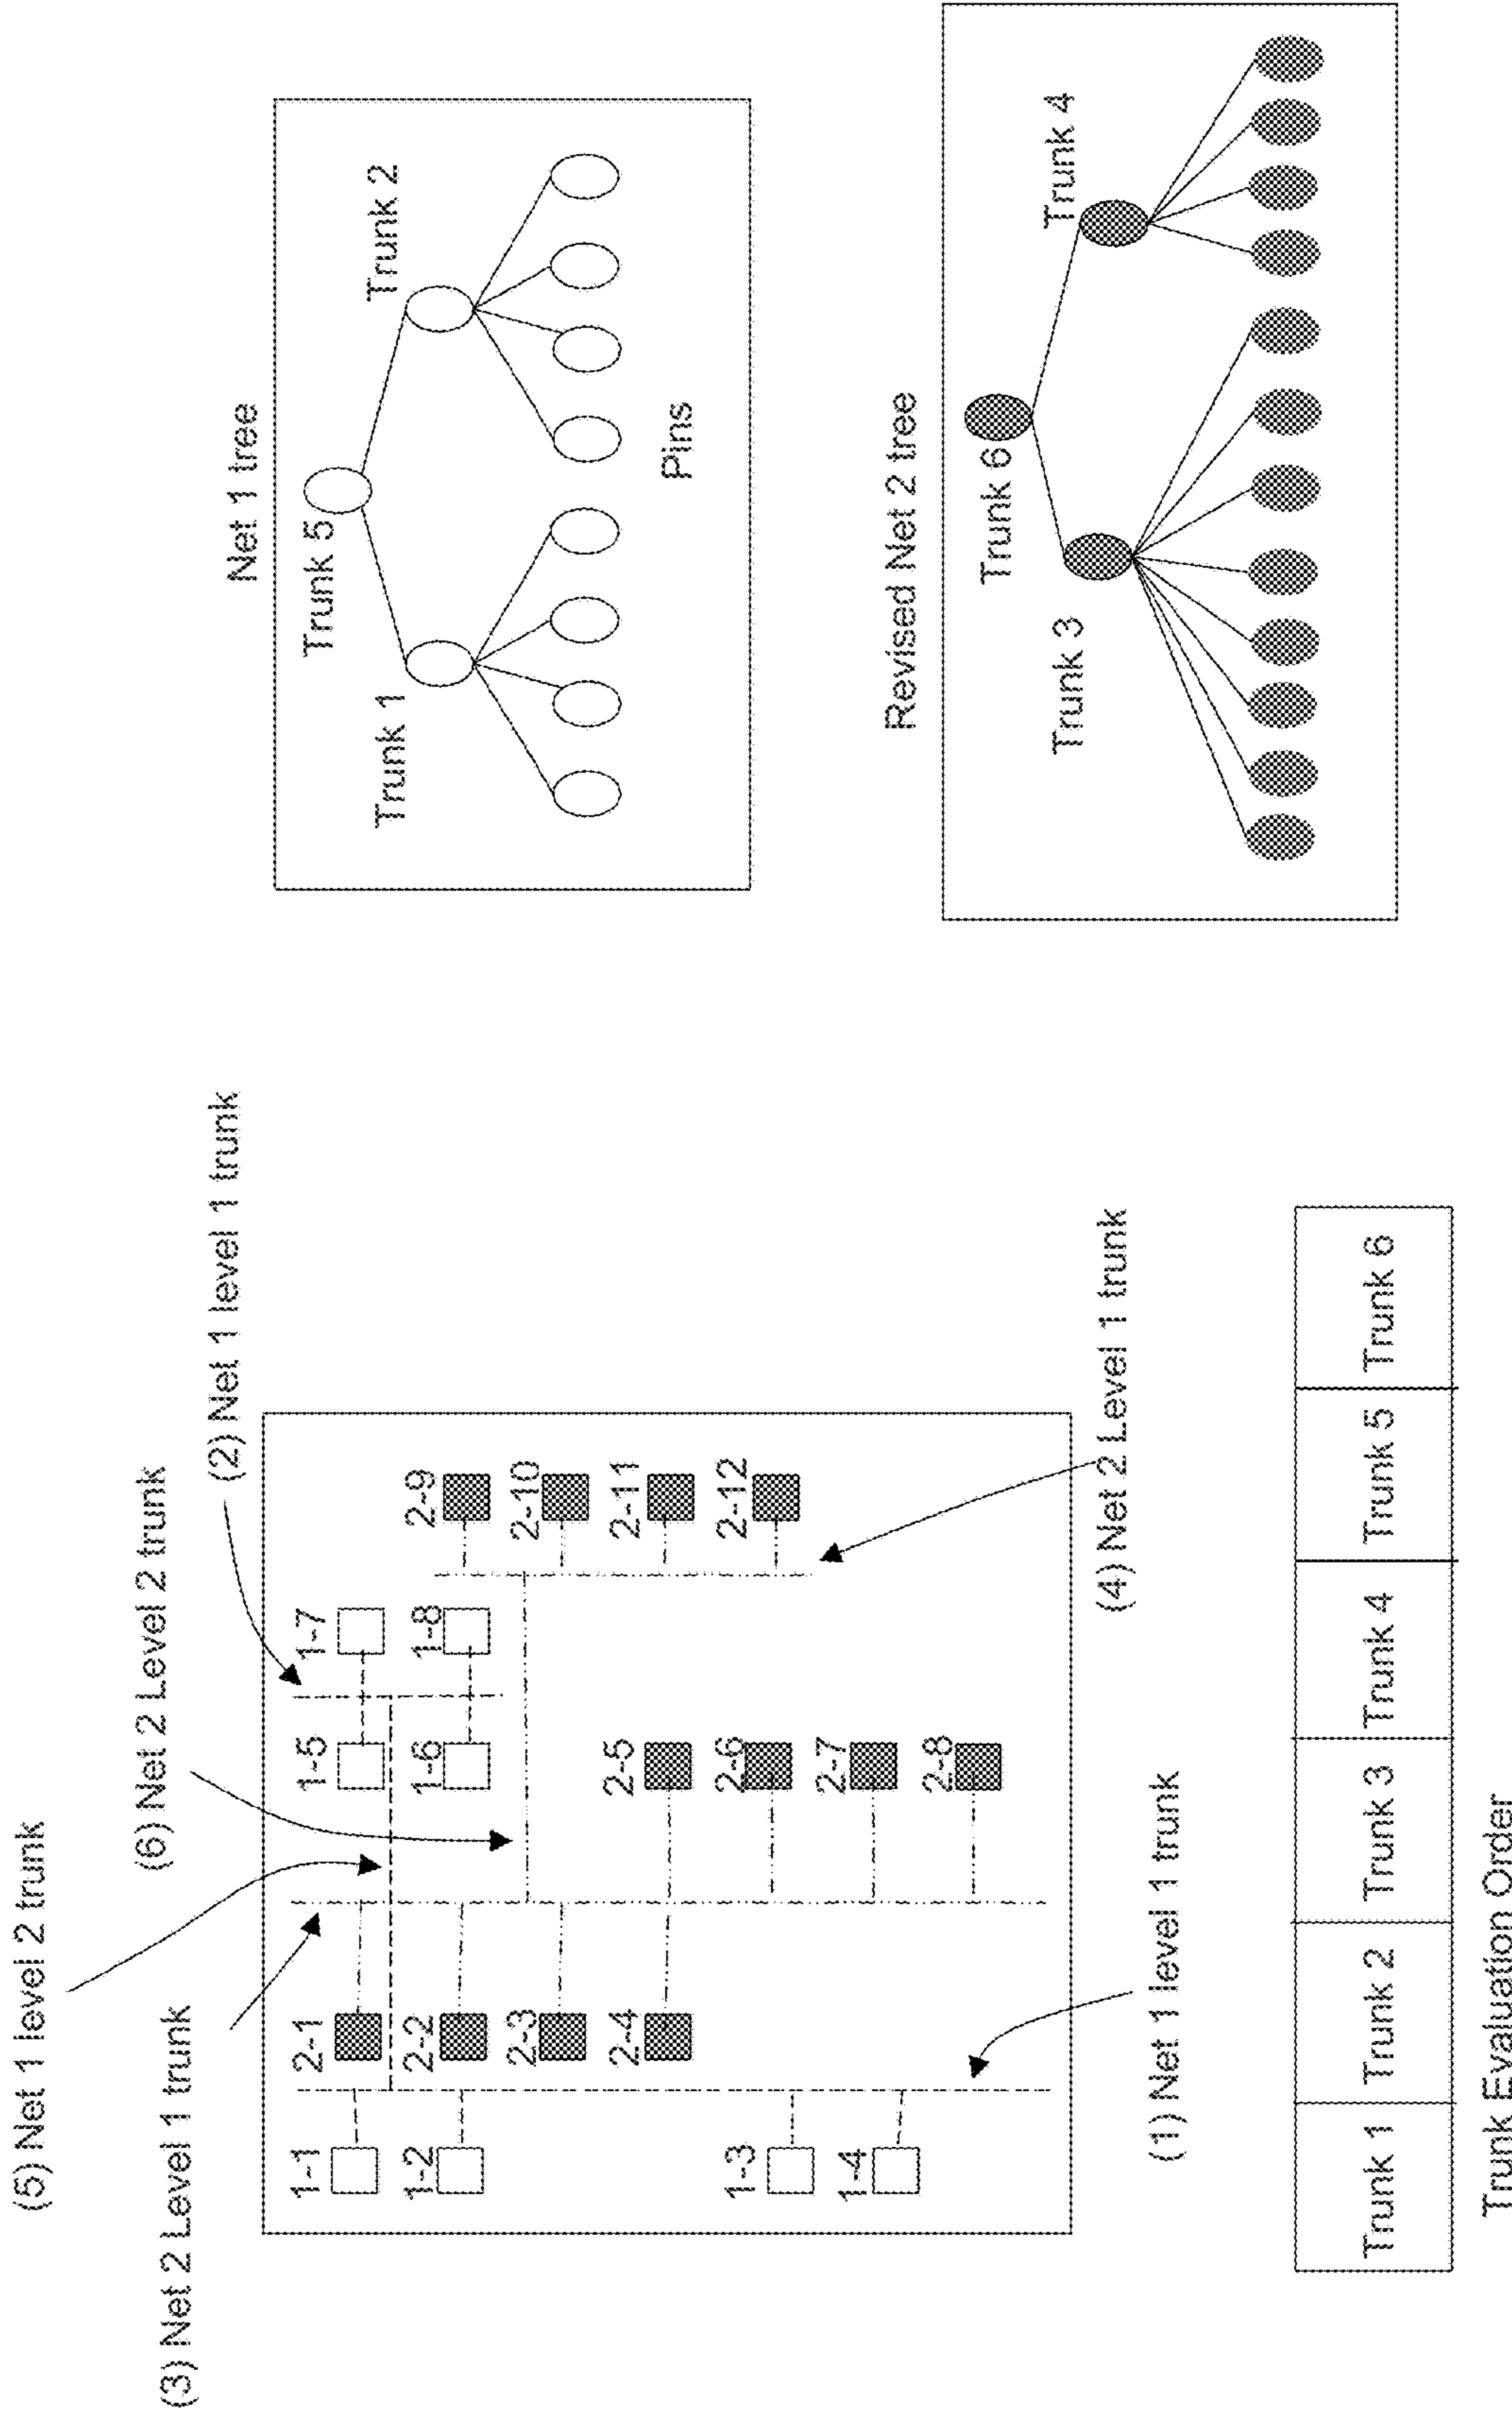 (5) Net 1 level 2 trunk
(6) Net 2 Level 2 trunk
(3) Net 2 Level 1 trunk
(2) Net 1 level 1 trunk
1-1
2-1
1-5
1-7
1-2
2-2
1-6
1-8
2-9
2-3
2-10
2-4
2-5
2-11
1-3
2-6
2-12
1-4
2-7
2-8
(1) Net 1 level 1 trunk
(4) Net 2 Level 1 trunk
Trunk 1
Trunk 2
Trunk 3
Trunk 4
Trunk 5
Trunk 6
Trunk Evaluation Order
Net 1 tree
Trunk 5
Trunk 1
Trunk 2
Pins
Revised Net 2 tree
Trunk 6
Trunk 3
Trunk 4